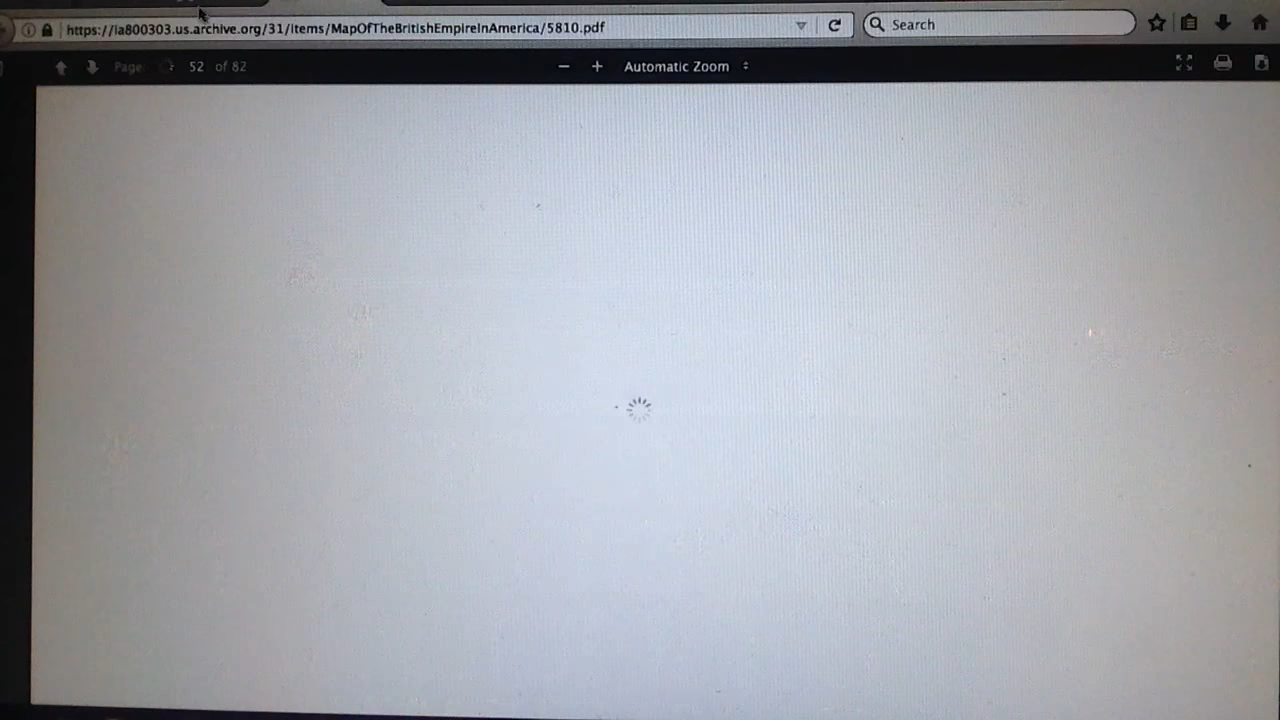 https://ia800303.us.archive.org/31/items/MapOfTheBritishEmpireInAmerica/5810.pdf
Search
Page: 52 of 82
Automatic Zoom